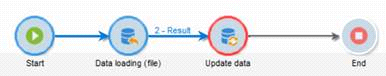 2 - Result
Start
Data loading (file)
Update data
End